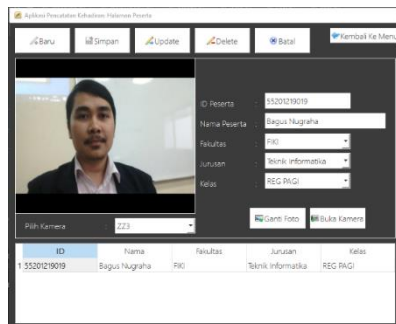 Aplikasi Pencatatan Kehadiran Halaman Peserta
Baru Simpan Update Delete Batal Kembali Ke Menu
ID Peserta : 55201219019
Nama Peserta : Bagus Nugraha
Fakultas : FIKI
Jurusan : Teknik Informatika
Kelas : REG PAGI
Ganti Foto Buka Kamera
Pilih Kamera : ZZ3
ID Nama Fakultas Jurusan Kelas
1 55201219019 Bagus Nugraha FIKI Teknik Informatika REG PAGI